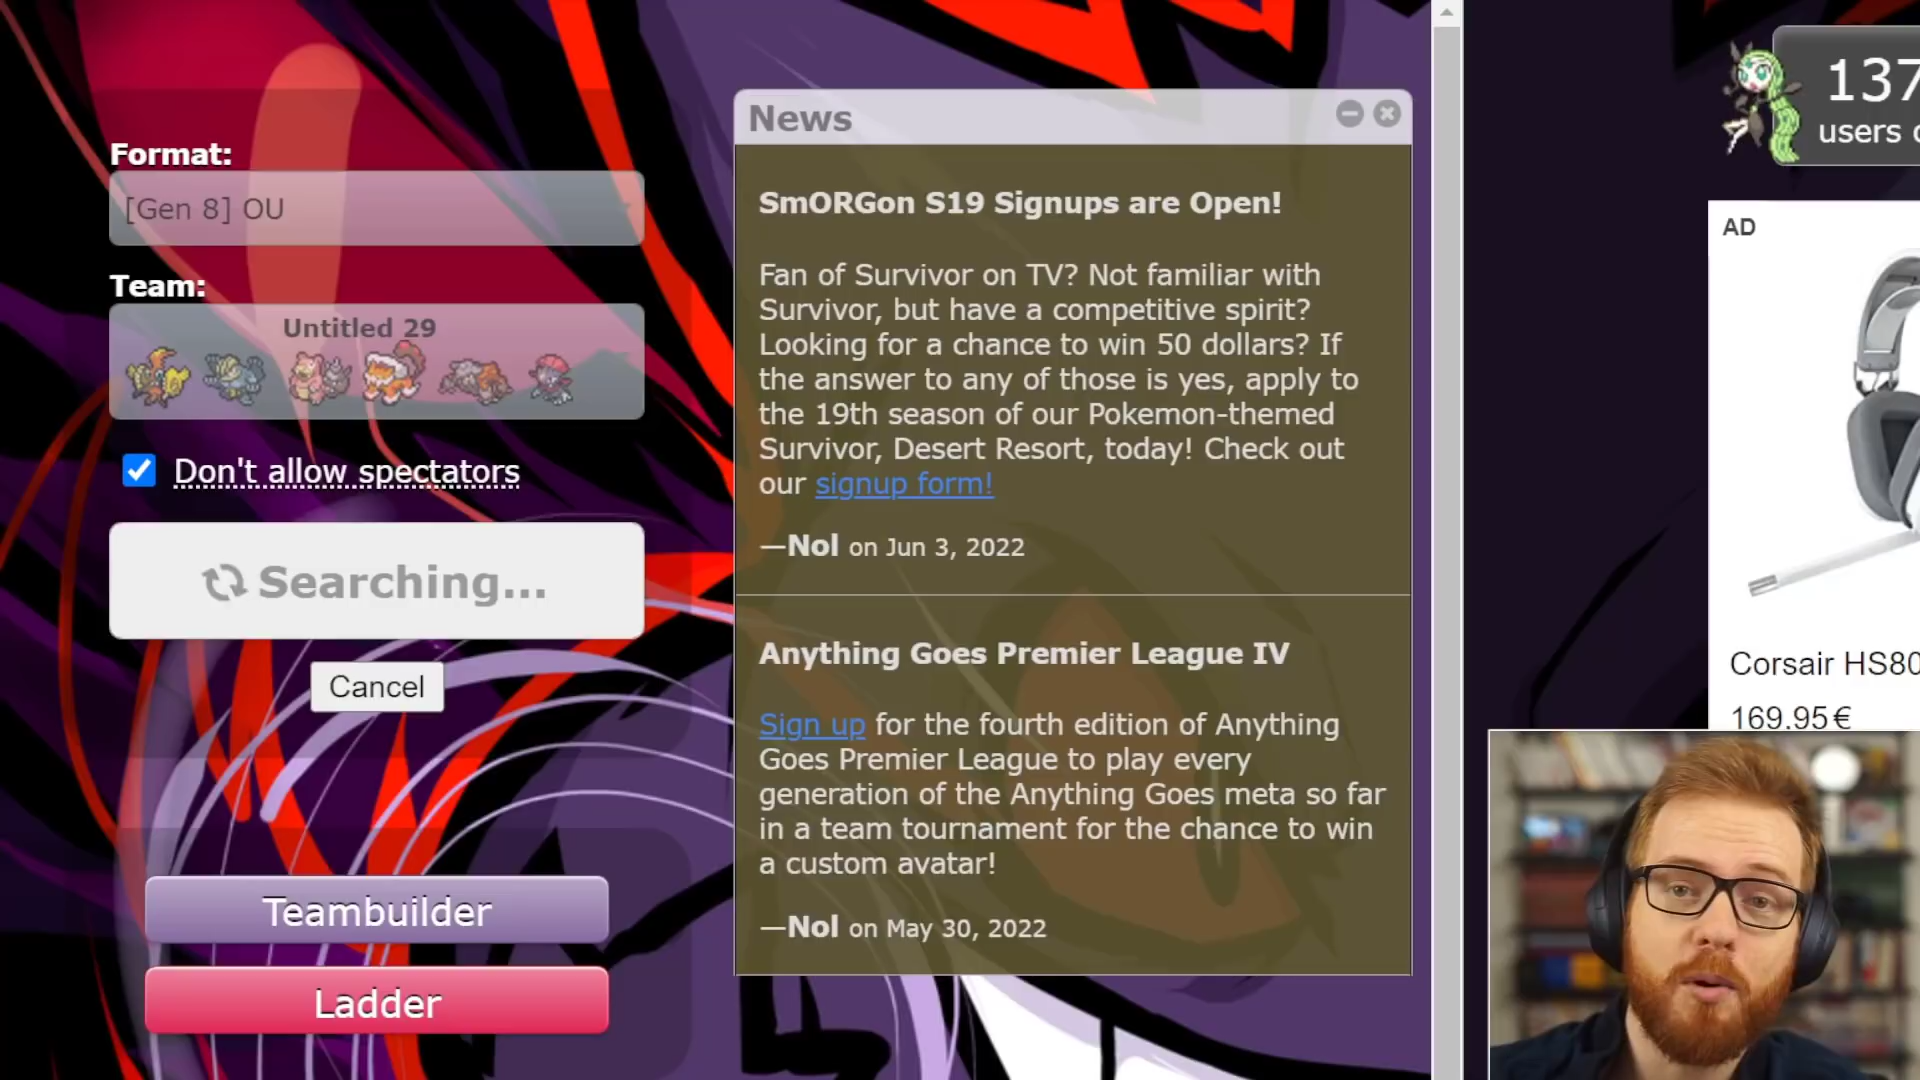 Format:
[Gen 8] OU
Team:
Untitled 29
Don't allow spectators
Searching...
Cancel
Teambuilder
Ladder
News
SmORGon S19 Signups are Open!
Fan of Survivor on TV? Not familiar with
Survivor, but have a competitive spirit?
Looking for a chance to win 50 dollars? If
the answer to any of those is yes, apply to
the 19th season of our Pokemon-themed
Survivor, Desert Resort, today! Check out
our signup form!
—Nol on Jun 3, 2022
Anything Goes Premier League IV
Sign up for the fourth edition of Anything
Goes Premier League to play every
generation of the Anything Goes meta so far
in a team tournament for the chance to win
a custom avatar!
—Nol on May 30, 2022
137
users
AD
Corsair HS80
169,95€